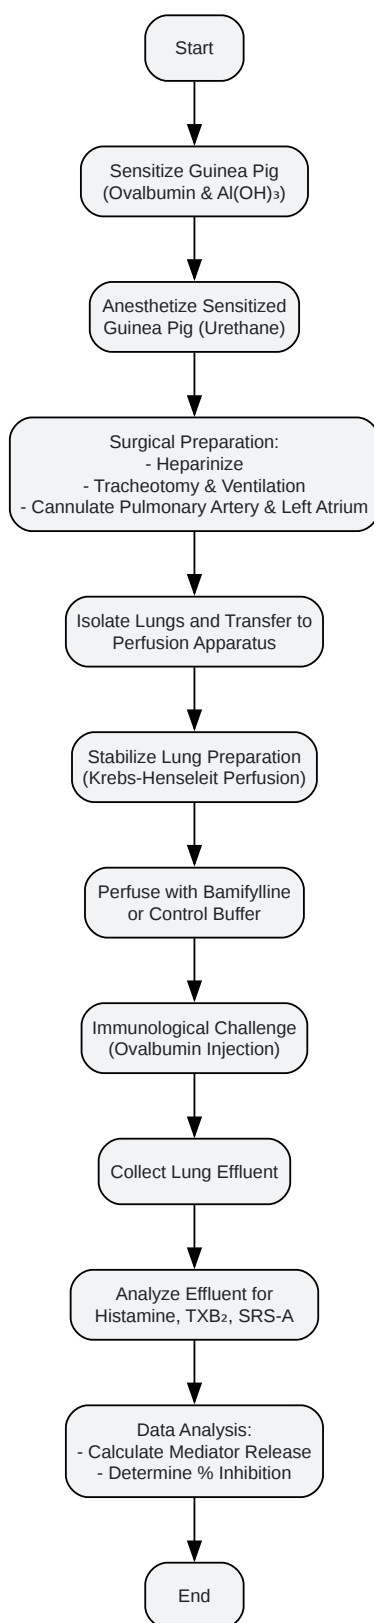 Start
Sensitize Guinea Pig
(Ovalbumin & Al(OH)₃)
Anesthetize Sensitized
Guinea Pig (Urethane)
Surgical Preparation:
- Heparinize
- Tracheotomy & Ventilation
- Cannulate Pulmonary Artery & Left Atrium
Isolate Lungs and Transfer to
Perfusion Apparatus
Stabilize Lung Preparation
(Krebs-Henseleit Perfusion)
Perfuse with Bamifylline
or Control Buffer
Immunological Challenge
(Ovalbumin Injection)
Collect Lung Effluent
Analyze Effluent for
Histamine, TXB₂, SRS-A
Data Analysis:
- Calculate Mediator Release
- Determine % Inhibition
End